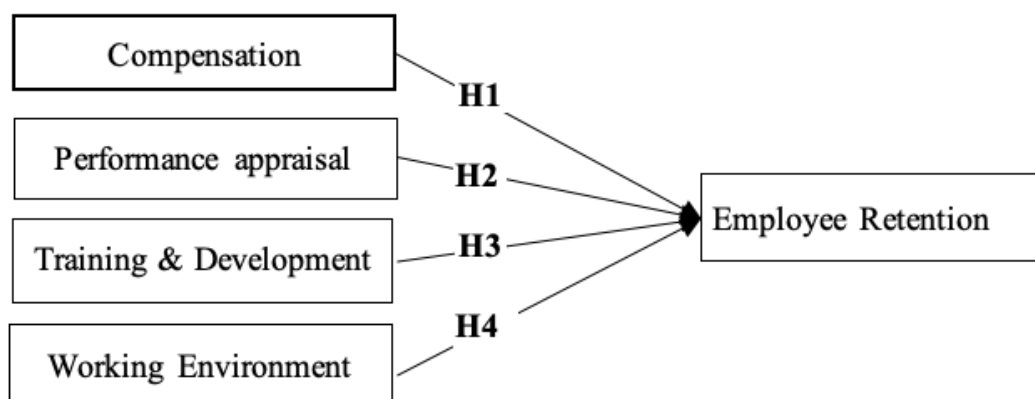 Compensation
H1
Performance appraisal
H2
Employee Retention
H3
Training & Development
H4
Working Environment